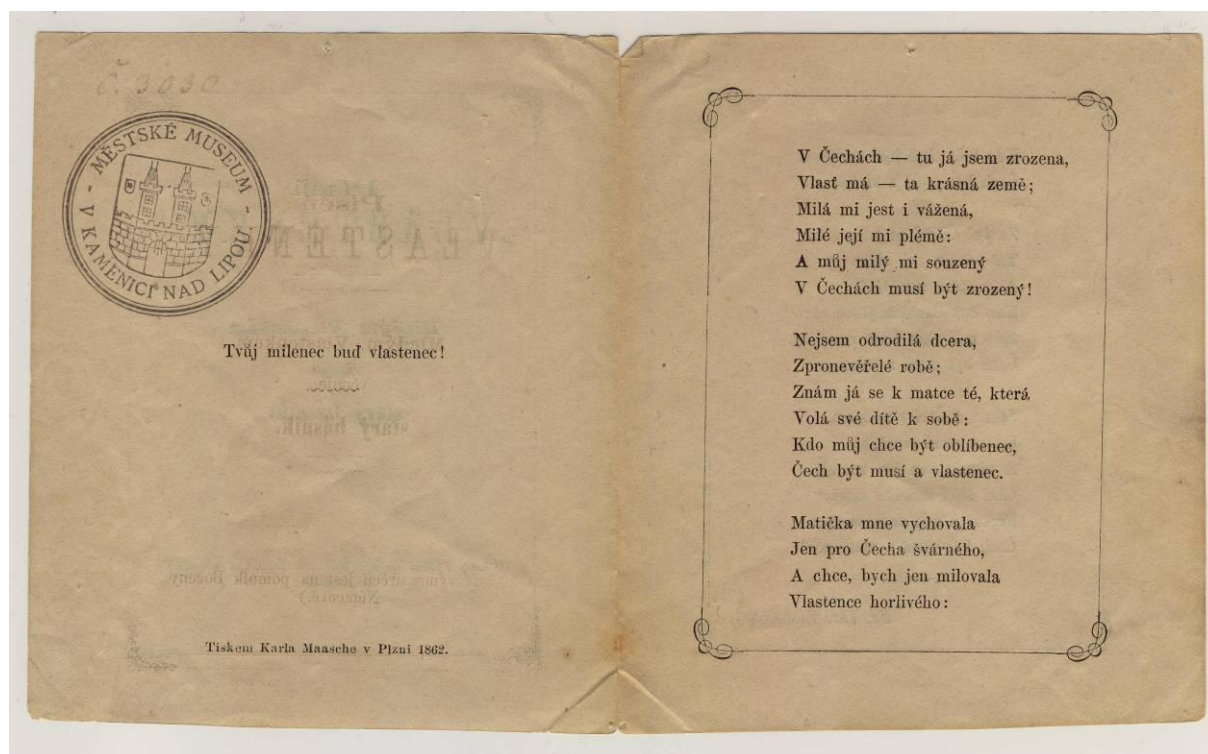 č. 3030
V KAMENICI NAD LIPOU. - MĚSTSKÉ MUSEUM -
Tvůj milenec buď vlastenec!
Tiskem Karla Maasche v Plzni 1862.
V Čechách — tu já jsem zrozena,
Vlasť má — ta krásná země;
Milá mi jest i vážená,
Milé její mi plémě:
A můj milý mi souzený
V Čechách musí být zrozený!
Nejsem odrodilá dcera,
Zpronevěřelé robě;
Znám já se k matce té, která
Volá své dítě k sobě:
Kdo můj chce být oblíbenec,
Čech být musí a vlastenec.
Matička mne vychovala
Jen pro Čecha švárného,
A chce, bych jen milovala
Vlastence horlivého: